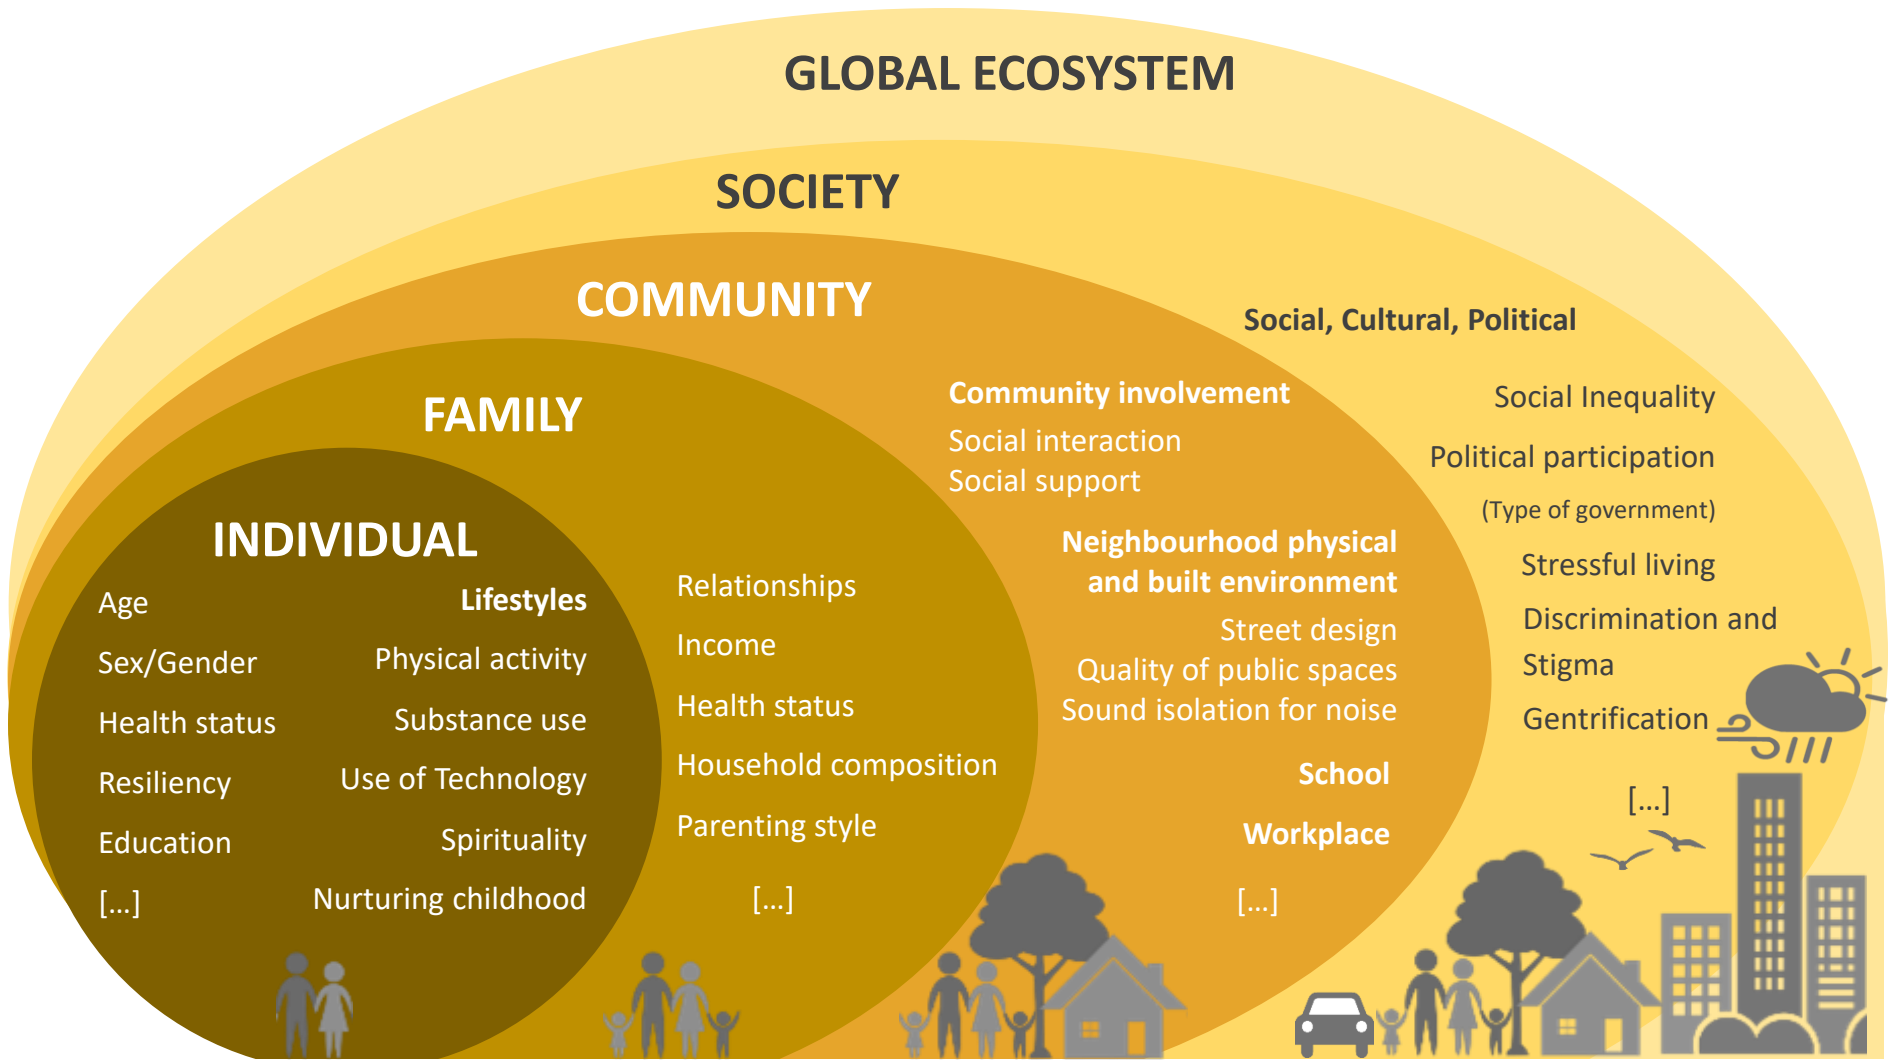 GLOBAL ECOSYSTEM
SOCIETY
COMMUNITY
FAMILY
INDIVIDUAL
Age
Sex/Gender
Health status
Resiliency
Education
[...]
Lifestyles
Physical activity
Substance use
Use of Technology
Spirituality
Nurturing childhood
Relationships
Income
Health status
Household composition
Parenting style
[...]
Community involvement
Social interaction
Social support
Neighbourhood physical
and built environment
Street design
Quality of public spaces
Sound isolation for noise
School
Workplace
[...]
Social, Cultural, Political
Social Inequality
Political participation
(Type of government)
Stressful living
Discrimination and
Stigma
Gentrification
[...]